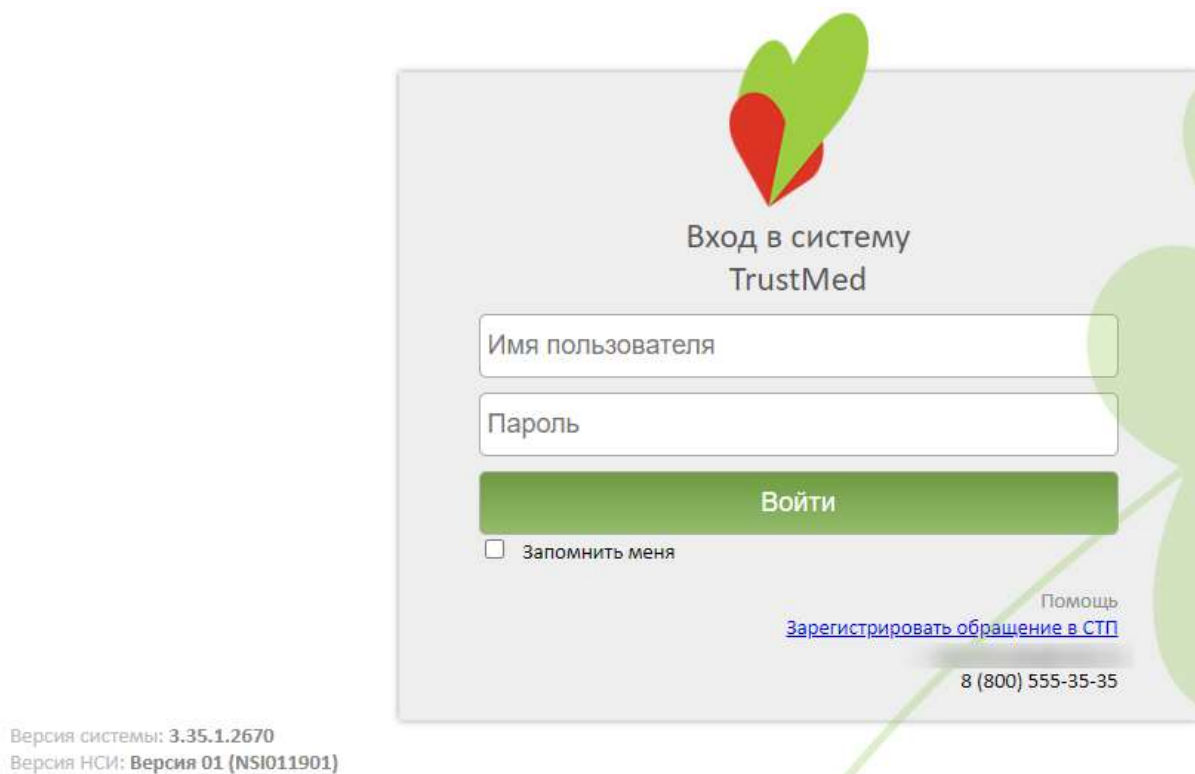 Вход в систему
TrustMed
Имя пользователя
Пароль
Войти
Запомнить меня
Помощь
Зарегистрировать обращение в СТП
8 (800) 555-35-35
Версия системы: 3.35.1.2670
Версия НСИ: Версия 01 (NSI011901)